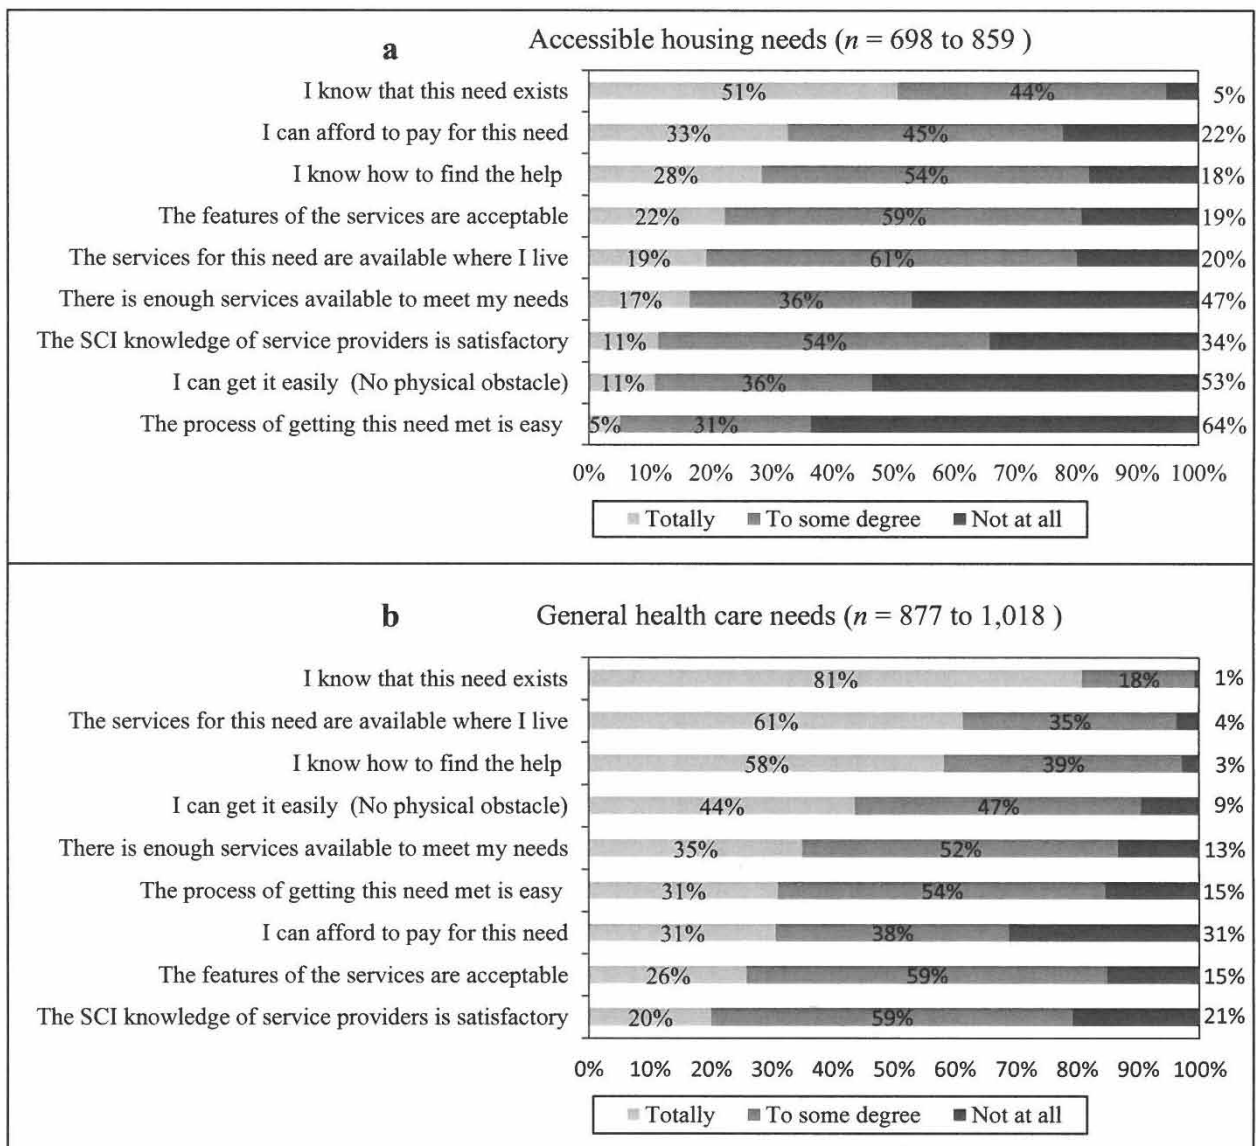 a Accessible housing needs (n = 698 to 859 )
I know that this need exists 51% 44% 5%
I can afford to pay for this need 33% 45% 22%
I know how to find the help 28% 54% 18%
The features of the services are acceptable 22% 59% 19%
The services for this need are available where I live 19% 61% 20%
There is enough services available to meet my needs 17% 36% 47%
The SCI knowledge of service providers is satisfactory 11% 54% 34%
I can get it easily (No physical obstacle) 11% 36% 53%
The process of getting this need met is easy 5% 31% 64%
0% 10% 20% 30% 40% 50% 60% 70% 80% 90% 100%
Totally To some degree Not at all
b General health care needs (n = 877 to 1,018 )
I know that this need exists 81% 18% 1%
The services for this need are available where I live 61% 35% 4%
I know how to find the help 58% 39% 3%
I can get it easily (No physical obstacle) 44% 47% 9%
There is enough services available to meet my needs 35% 52% 13%
The process of getting this need met is easy 31% 54% 15%
I can afford to pay for this need 31% 38% 31%
The features of the services are acceptable 26% 59% 15%
The SCI knowledge of service providers is satisfactory 20% 59% 21%
0% 10% 20% 30% 40% 50% 60% 70% 80% 90% 100%
Totally To some degree Not at all